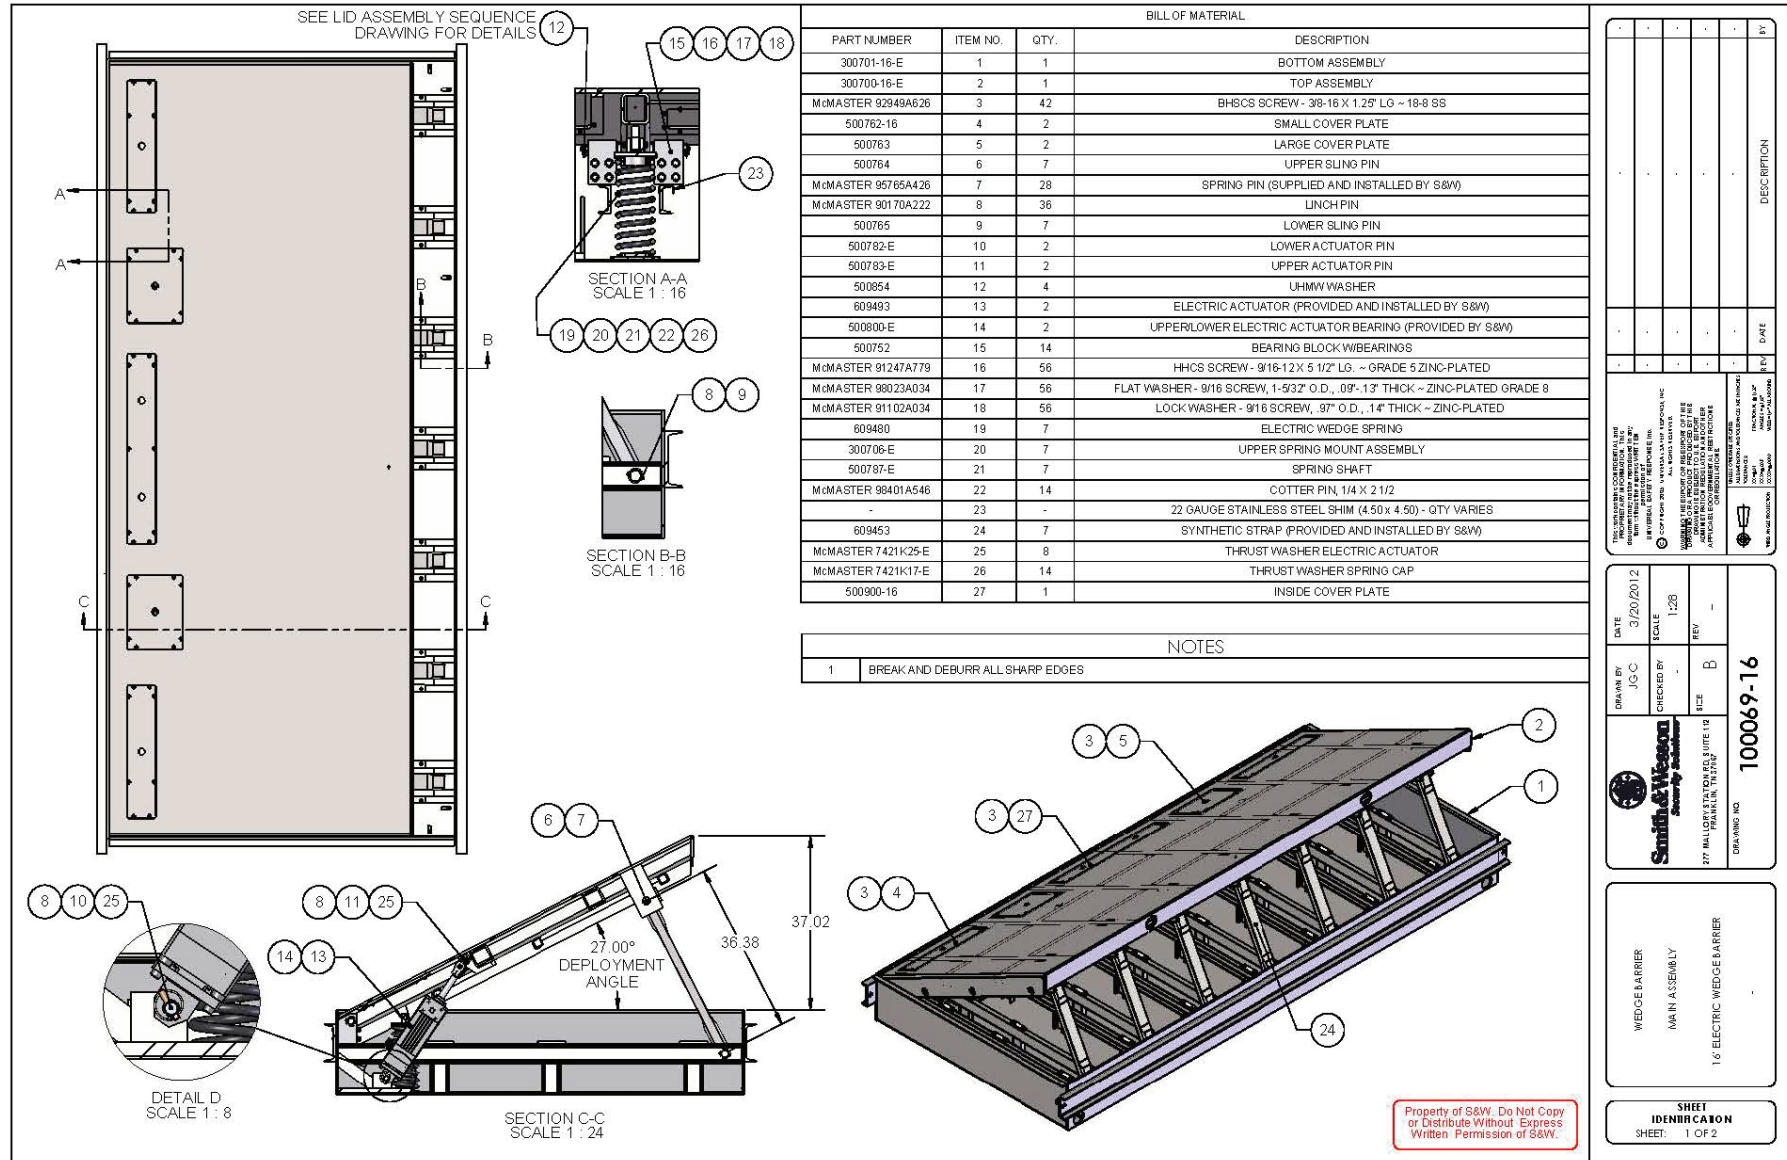 SEE LID ASSEMBLY SEQUENCE
DRAWING FOR DETAILS
12
15 16 17 18
23
SECTION A-A
SCALE 1 : 16
19 20 21 22 26
A
A
B
B
C
C
8 9
SECTION B-B
SCALE 1 : 16
BILL OF MATERIAL
PART NUMBER ITEM NO. QTY. DESCRIPTION
300701-16-E 1 1 BOTTOM ASSEMBLY
300700-16-E 2 1 TOP ASSEMBLY
McMASTER 92949A626 3 42 BHSCS SCREW - 3/8-16 X 1.25" LG ~ 18-8 SS
500762-16 4 2 SMALL COVER PLATE
500763 5 2 LARGE COVER PLATE
500764 6 7 UPPER SLING PIN
McMASTER 95765A426 7 28 SPRING PIN (SUPPLIED AND INSTALLED BY S&W)
McMASTER 90170A222 8 36 LINCH PIN
500765 9 7 LOWER SLING PIN
500782-E 10 2 LOWER ACTUATOR PIN
500783-E 11 2 UPPER ACTUATOR PIN
500854 12 4 UHMW WASHER
609493 13 2 ELECTRIC ACTUATOR (PROVIDED AND INSTALLED BY S&W)
500800-E 14 2 UPPER/LOWER ELECTRIC ACTUATOR BEARING (PROVIDED BY S&W)
500752 15 14 BEARING BLOCK W/BEARINGS
McMASTER 91247A779 16 56 HHCS SCREW - 9/16-12 X 5 1/2" LG. ~ GRADE 5 ZINC-PLATED
McMASTER 98023A034 17 56 FLAT WASHER - 9/16 SCREW, 1-5/32" O.D., .09"-.13" THICK ~ ZINC-PLATED GRADE 8
McMASTER 91102A034 18 56 LOCK WASHER - 9/16 SCREW, .97" O.D., .14" THICK ~ ZINC-PLATED
609480 19 7 ELECTRIC WEDGE SPRING
300706-E 20 7 UPPER SPRING MOUNT ASSEMBLY
500787-E 21 7 SPRING SHAFT
McMASTER 98401A546 22 14 COTTER PIN, 1/4 X 2 1/2
- 23 - 22 GAUGE STAINLESS STEEL SHIM (4.50 x 4.50) - QTY VARIES
609453 24 7 SYNTHETIC STRAP (PROVIDED AND INSTALLED BY S&W)
McMASTER 7421K25-E 25 8 THRUST WASHER ELECTRIC ACTUATOR
McMASTER 7421K17-E 26 14 THRUST WASHER SPRING CAP
500900-16 27 1 INSIDE COVER PLATE
NOTES
1 BREAK AND DEBURR ALL SHARP EDGES
8 10 25
DETAIL D
SCALE 1 : 8
6 7
8 11 25
14 13
27.00°
DEPLOYMENT
ANGLE
36.38
37.02
SECTION C-C
SCALE 1 : 24
3 5
3 27
3 4
2
1
24
Property of S&W. Do Not Copy
or Distribute Without Express
Written Permission of S&W.
REV DATE DESCRIPTION BY
DRAWN BY
JGC
DATE
3/20/2012
CHECKED BY
-
SCALE
1:28
SIZE
B
REV
-
Smith & Wesson
Security Solutions
277 MALLORY STATION RD, SUITE 112
FRANKLIN, TN 37067
DRAWING NO.
100069-16
WEDGE BARRIER
MAIN ASSEMBLY
16' ELECTRIC WEDGE BARRIER
-
SHEET
IDENTIFICATION
SHEET: 1 OF 2